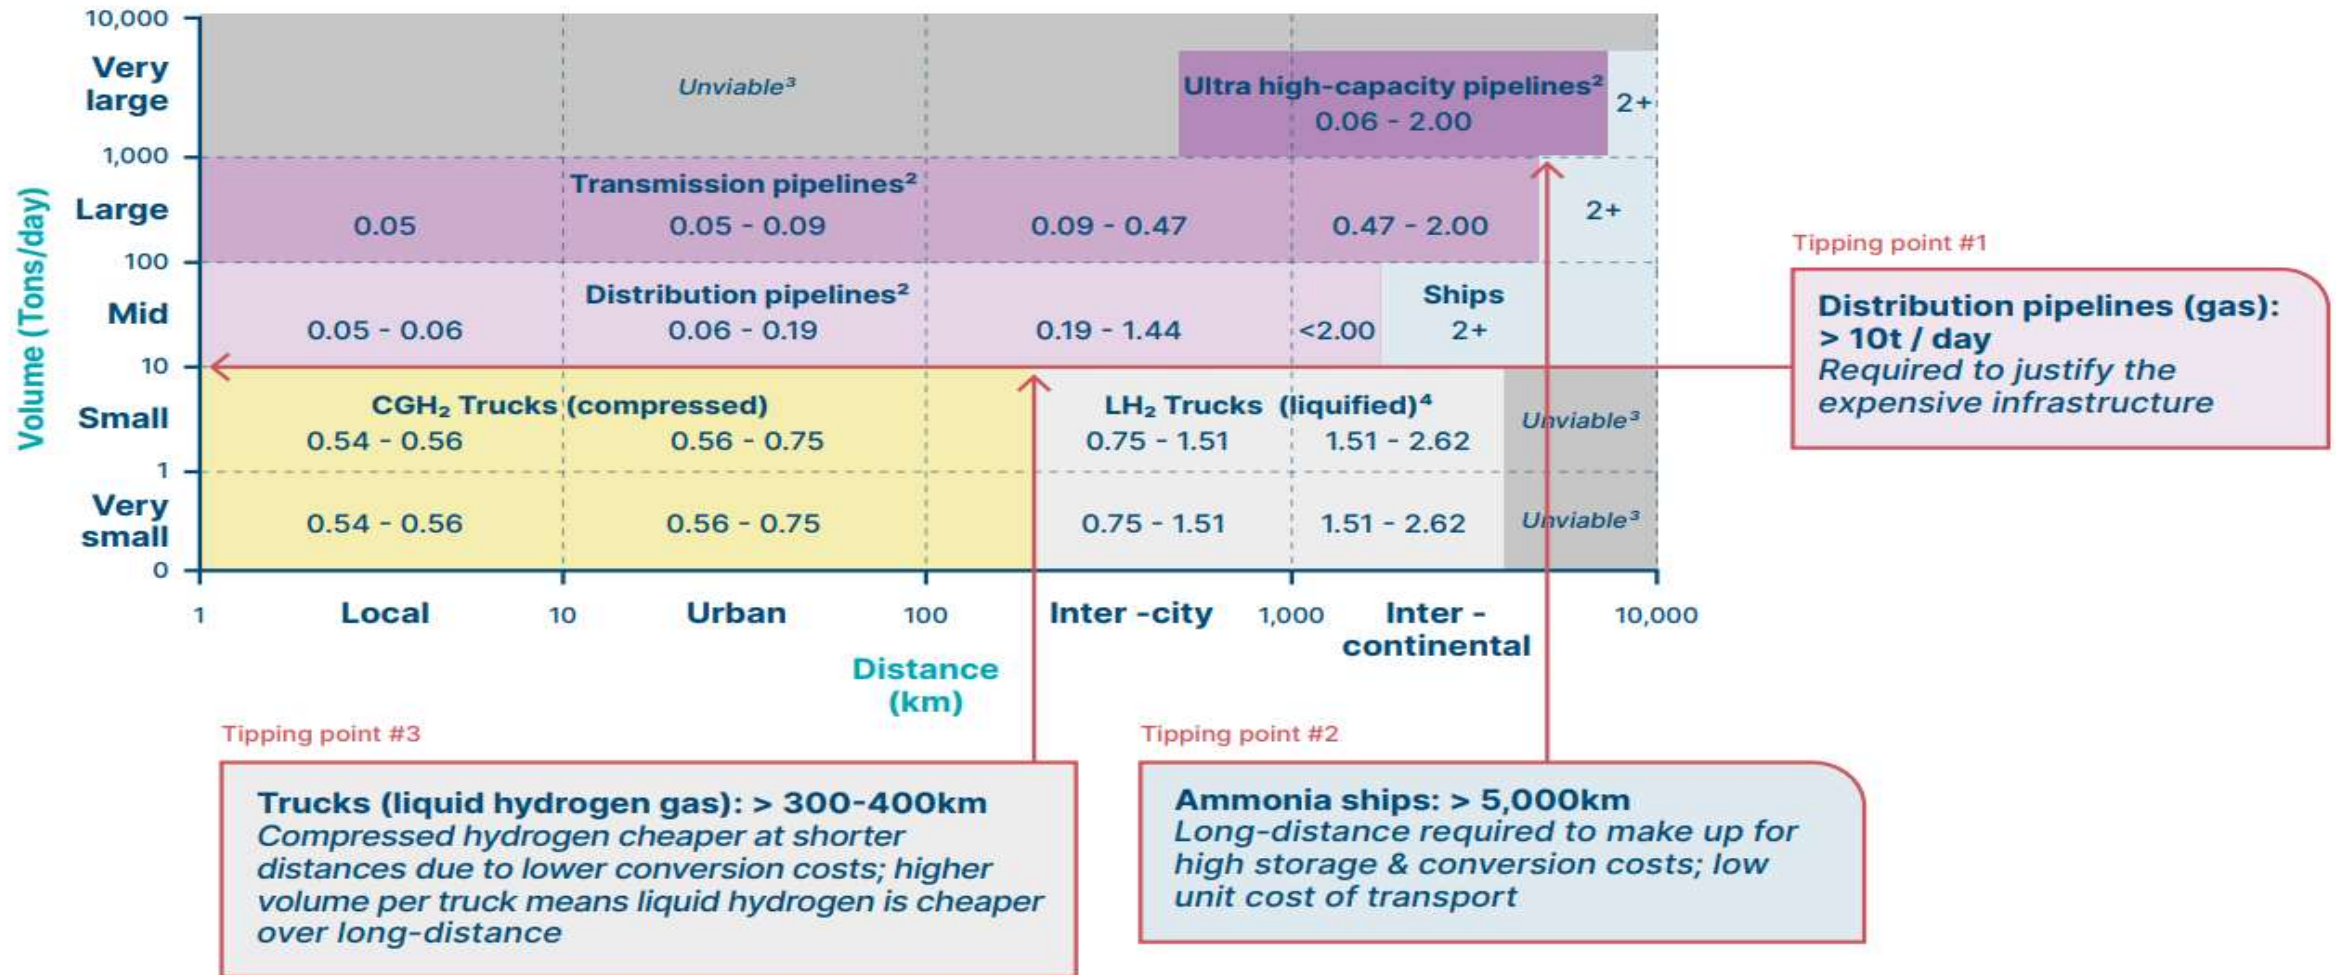 10,000
Very
large
Unviable³
Ultra high-capacity pipelines²
0.06 - 2.00
2+
1,000
Large
Transmission pipelines²
0.05
0.05 - 0.09
0.09 - 0.47
0.47 - 2.00
2+
100
Mid
Distribution pipelines²
0.05 - 0.06
0.06 - 0.19
0.19 - 1.44
<2.00
Ships
2+
10
Small
CGH₂ Trucks (compressed)
0.54 - 0.56
0.56 - 0.75
LH₂ Trucks (liquified)⁴
0.75 - 1.51
1.51 - 2.62
Unviable³
1
Very
small
0.54 - 0.56
0.56 - 0.75
0.75 - 1.51
1.51 - 2.62
Unviable³
0
Volume (Tons/day)
1
Local
10
Urban
100
Inter -city
1,000
Inter -
continental
10,000
Distance
(km)
Tipping point #1
Distribution pipelines (gas):
> 10t / day
Required to justify the
expensive infrastructure
Tipping point #3
Trucks (liquid hydrogen gas): > 300-400km
Compressed hydrogen cheaper at shorter
distances due to lower conversion costs; higher
volume per truck means liquid hydrogen is cheaper
over long-distance
Tipping point #2
Ammonia ships: > 5,000km
Long-distance required to make up for
high storage & conversion costs; low
unit cost of transport